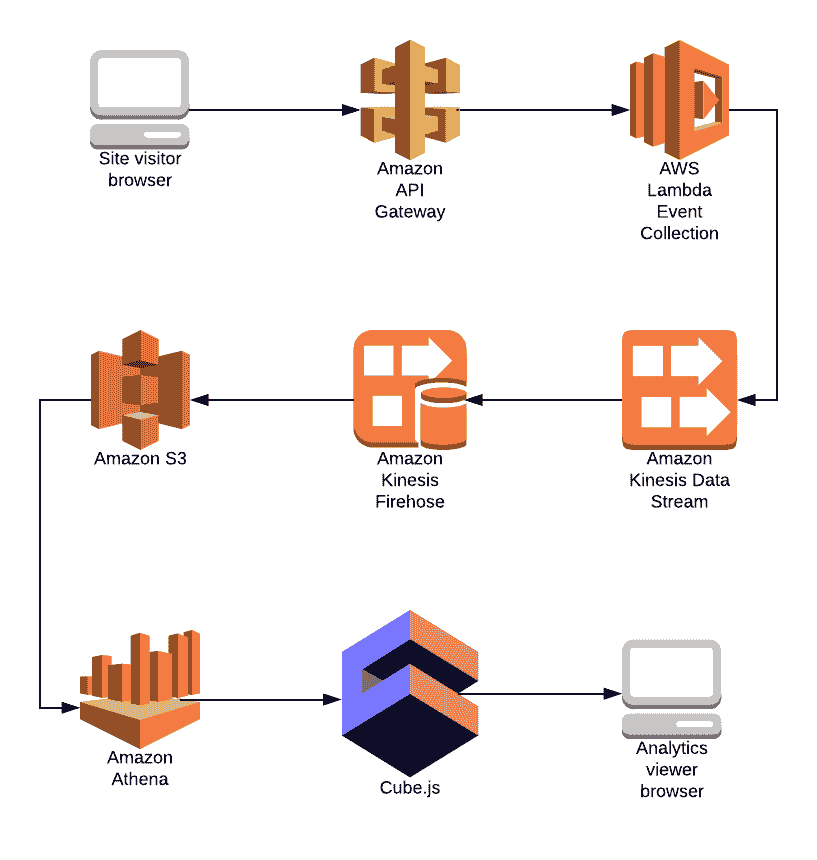 Site visitor
browser
Amazon
API
Gateway
AWS
Lambda
Event
Collection
Amazon S3
Amazon
Kinesis
Firehose
Amazon
Kinesis Data
Stream
Amazon
Athena
Cube.js
Analytics
viewer
browser